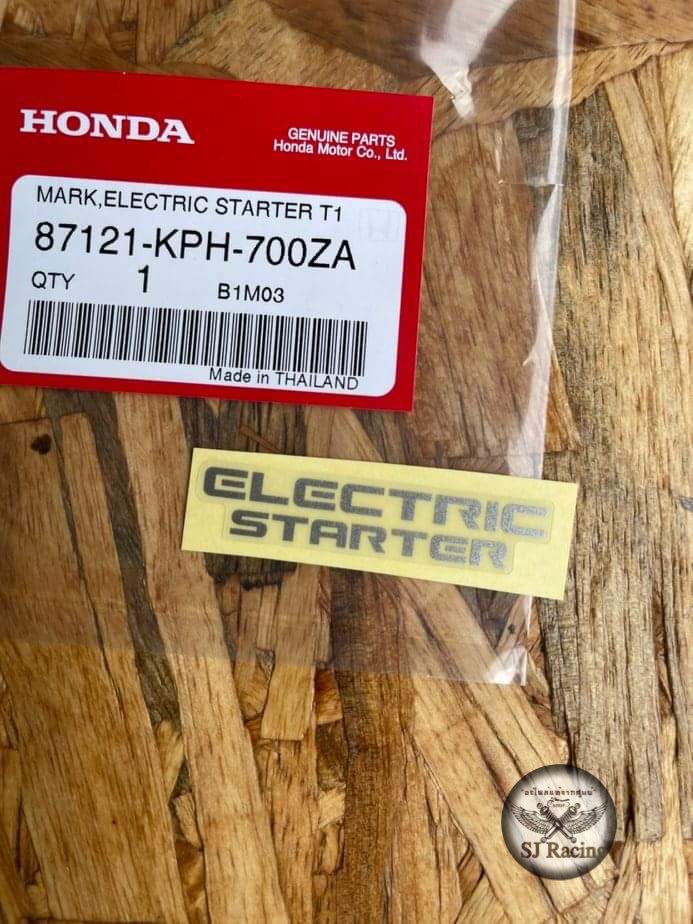 HONDA
GENUINE PARTS
Honda Motor Co., Ltd.
MARK,ELECTRIC STARTER T1
87121-KPH-700ZA
QTY 1 B1M03
Made in THAILAND
ELECTRIC
STARTER
SJ Racing